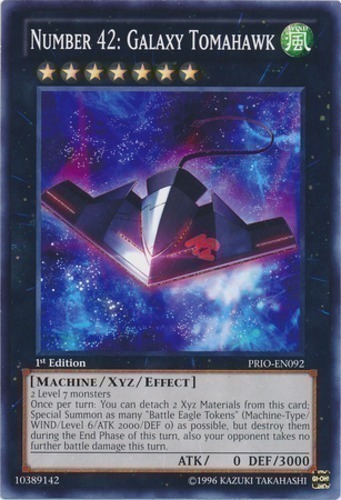 NUMBER 42: GALAXY TOMAHAWK
WIND
風
1st Edition
PRIO-EN092
[MACHINE/XYZ/EFFECT]
2 Level 7 monsters
Once per turn: You can detach 2 Xyz Materials from this card;
Special Summon as many "Battle Eagle Tokens" (Machine-Type/
WIND/Level 6/ATK 2000/DEF 0) as possible, but destroy them
during the End Phase of this turn, also your opponent takes no
further battle damage this turn.
ATK/ 0 DEF/3000
10389142
©1996 KAZUKI TAKAHASHI